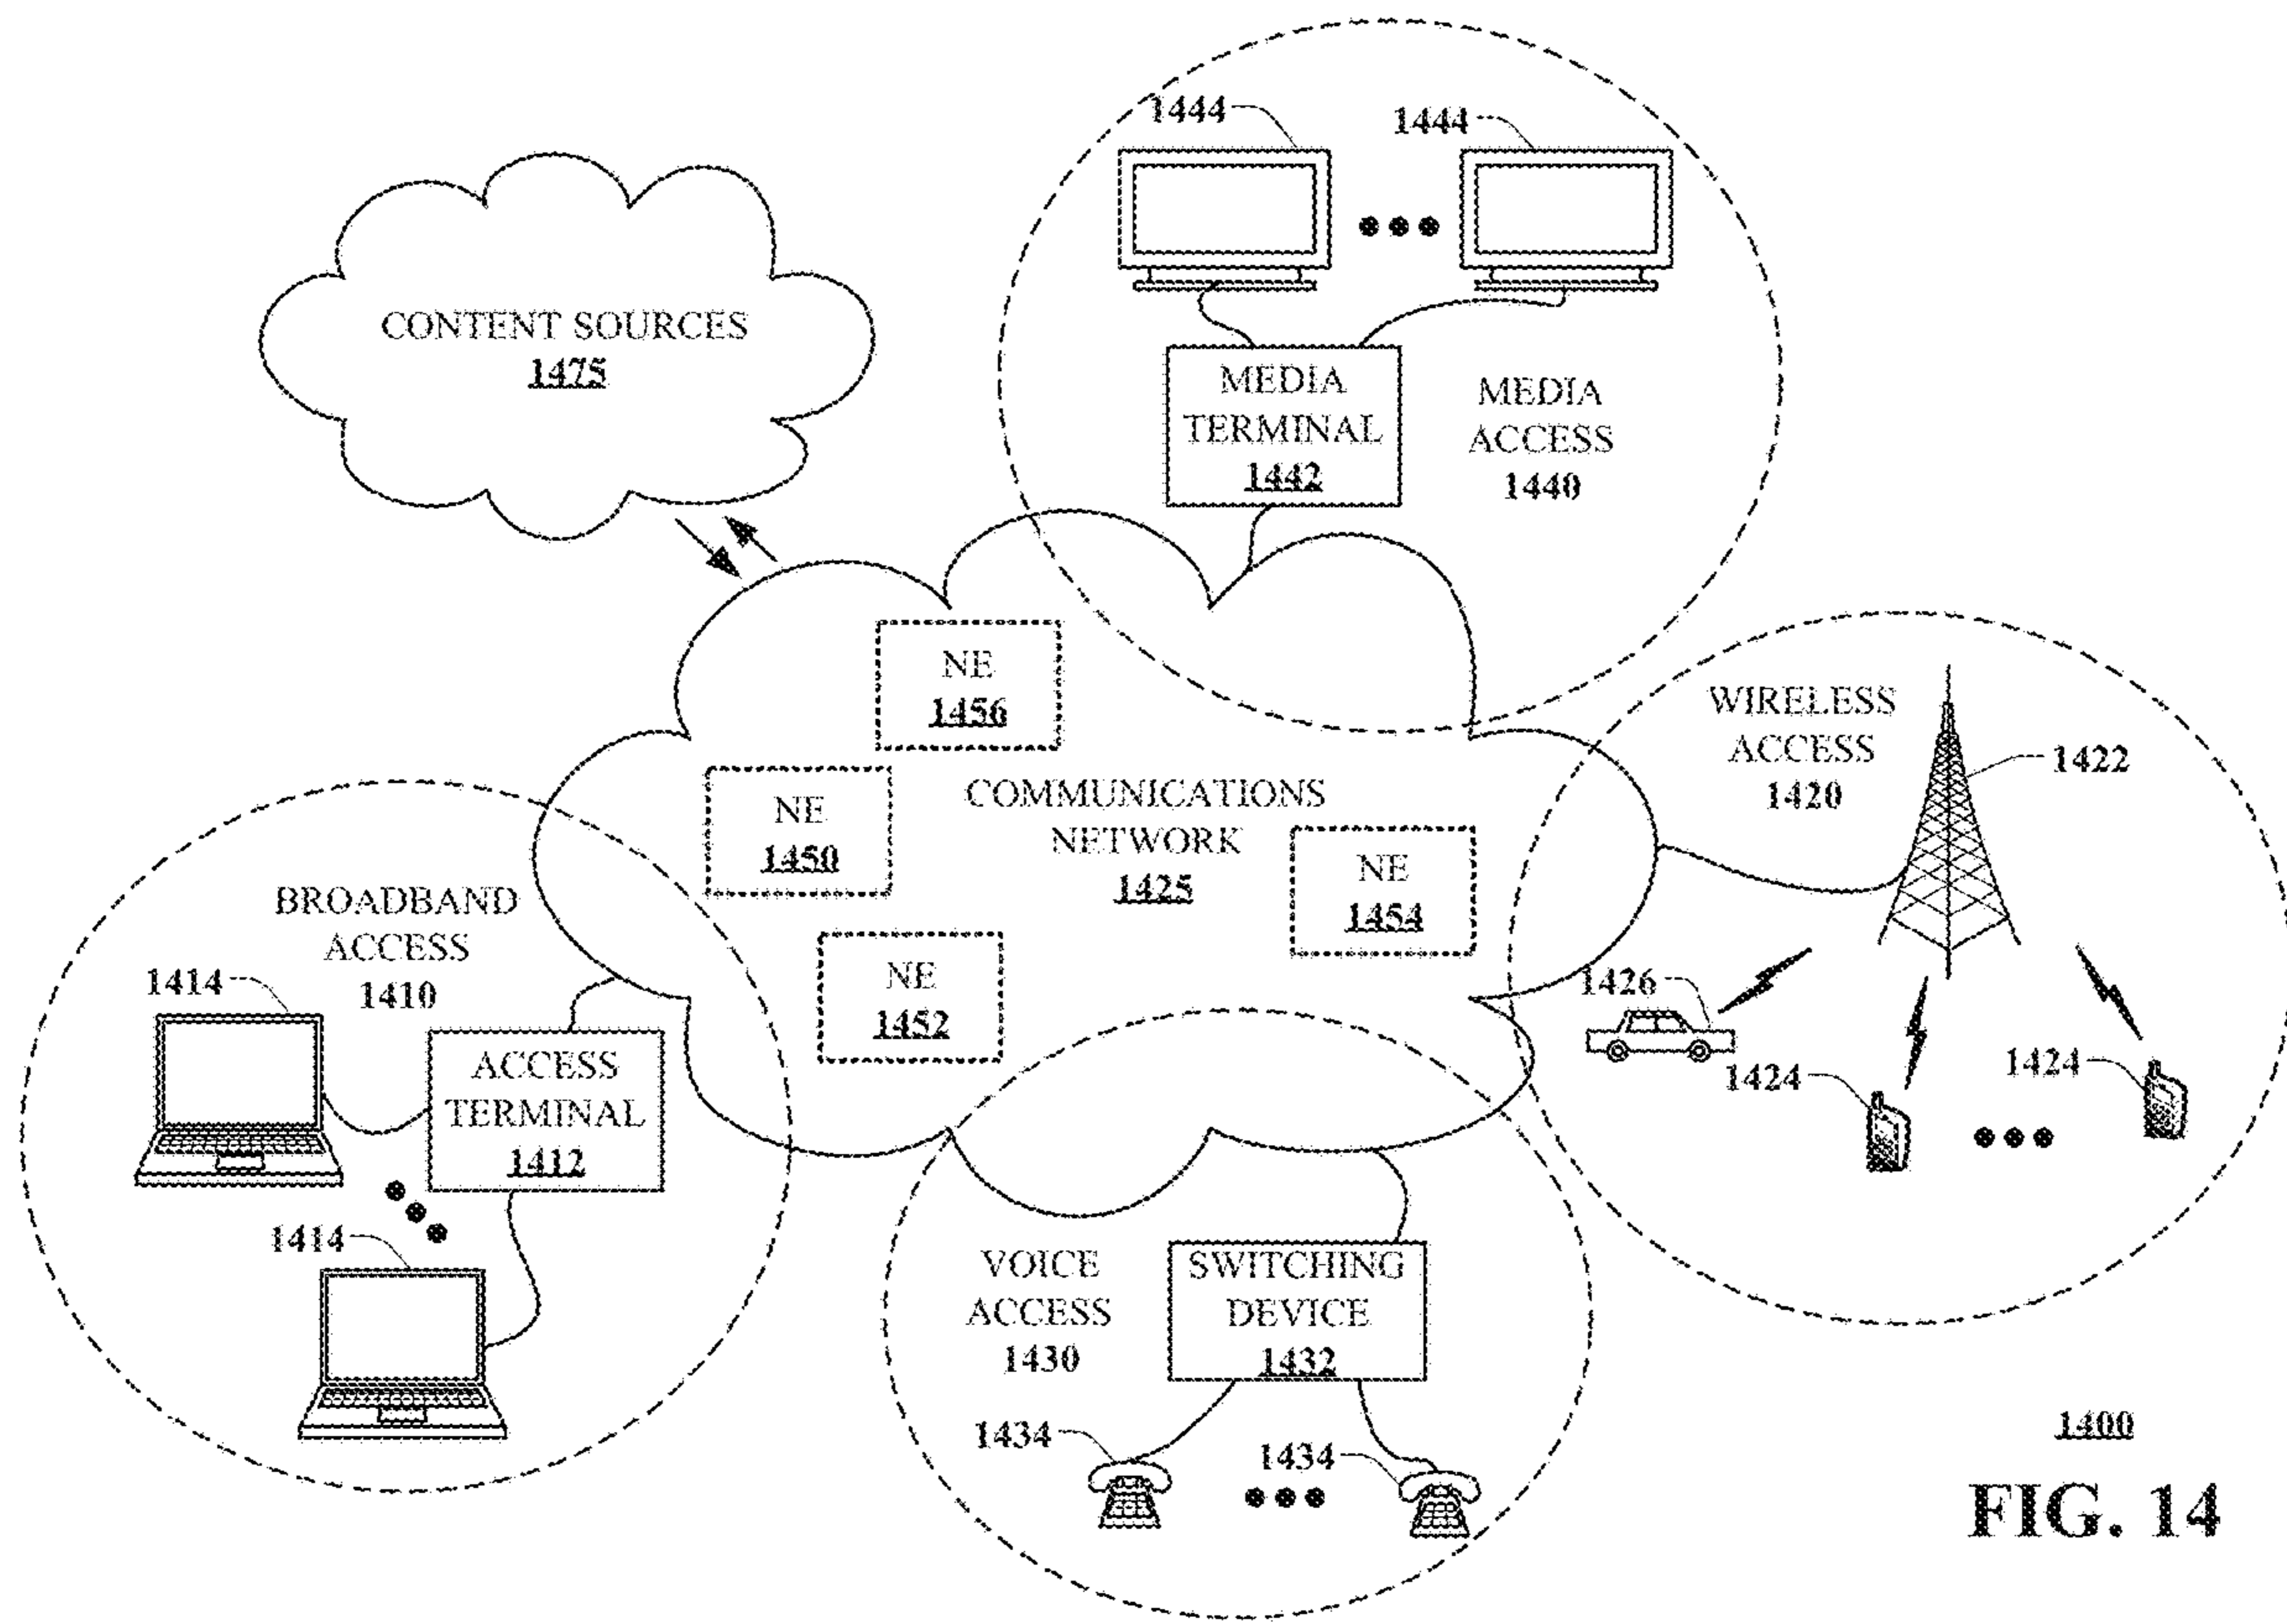 1444
1444
CONTENT SOURCES
1475
MEDIA
TERMINAL
1442
MEDIA
ACCESS
1440
NE
1456
WIRELESS
ACCESS
1420
1422
NE
1450
COMMUNICATIONS
NETWORK
1425
NE
1454
BROADBAND
ACCESS
1410
1414
NE
1452
1426
1424
1424
ACCESS
TERMINAL
1412
1414
VOICE
ACCESS
1430
SWITCHING
DEVICE
1432
1434
1434
1400
FIG. 14